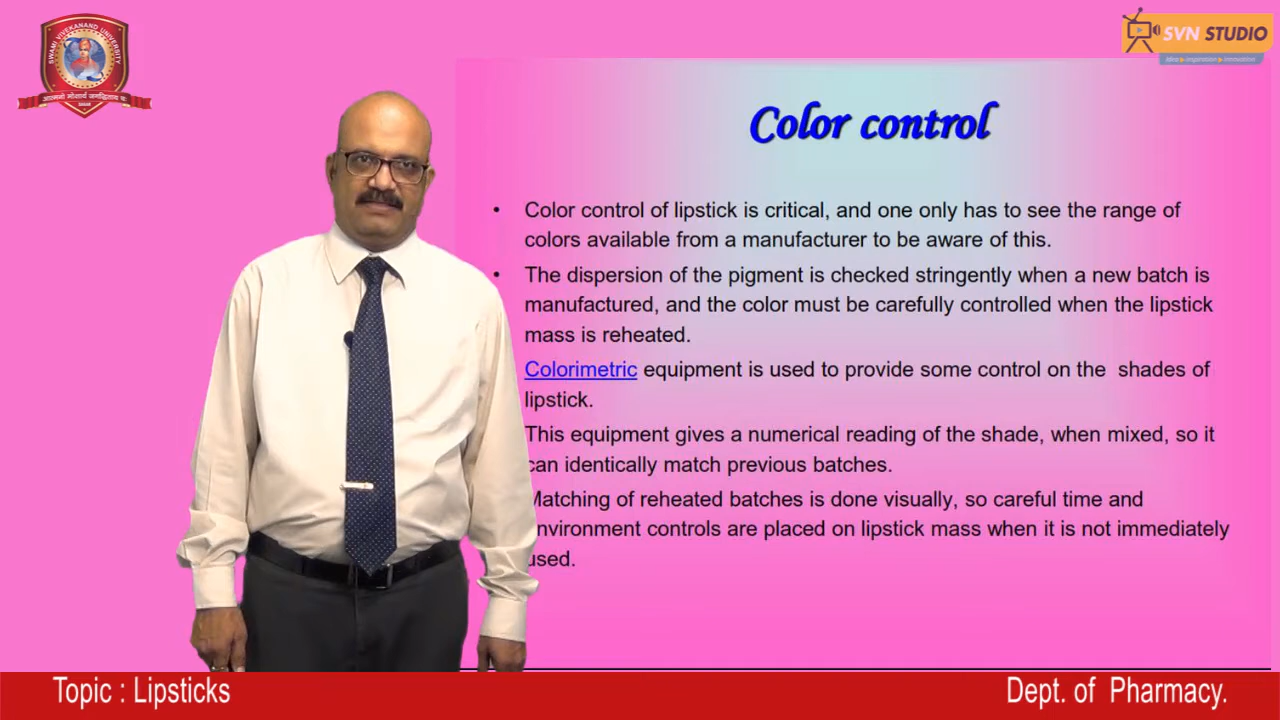 SWAMI VIVEKANAND UNIVERSITY
SVN STUDIO
Color control
• Color control of lipstick is critical, and one only has to see the range of
colors available from a manufacturer to be aware of this.
• The dispersion of the pigment is checked stringently when a new batch is
manufactured, and the color must be carefully controlled when the lipstick
mass is reheated.
Colorimetric equipment is used to provide some control on the shades of
lipstick.
This equipment gives a numerical reading of the shade, when mixed, so it
can identically match previous batches.
Matching of reheated batches is done visually, so careful time and
environment controls are placed on lipstick mass when it is not immediately
used.
Topic : Lipsticks
Dept. of Pharmacy.